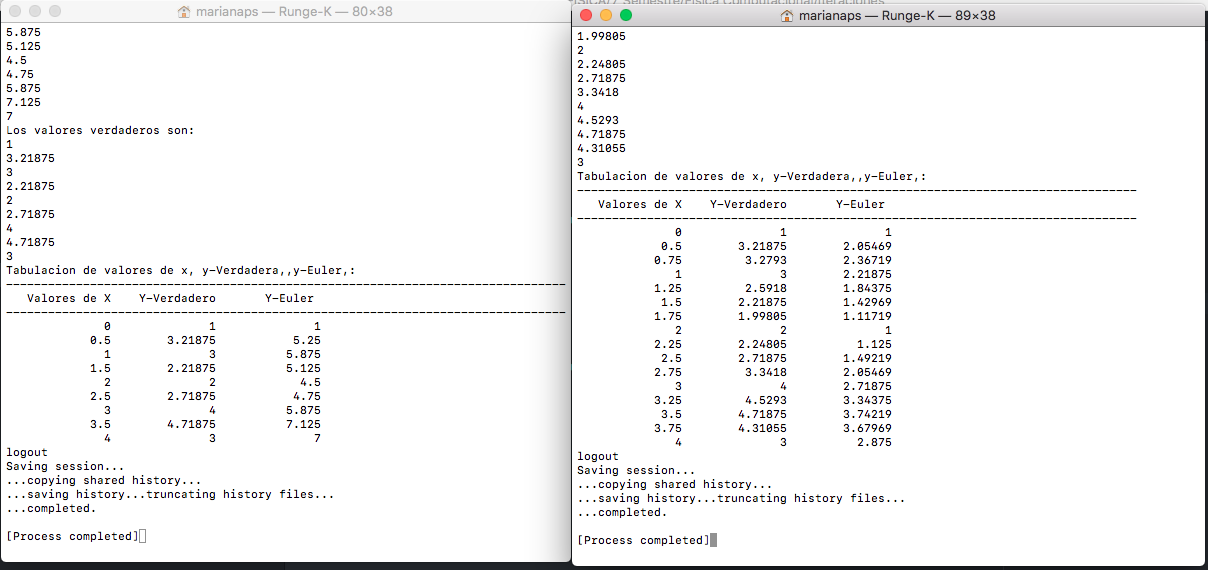 marianaps — Runge-K — 80×38
5.875
5.125
4.5
4.75
5.875
7.125
7
Los valores verdaderos son:
1
3.21875
3
2.21875
2
2.71875
4
4.71875
3
Tabulacion de valores de x, y-Verdadera,,y-Euler,:
--------------------------------------------------------------------------------
Valores de X Y-Verdadero Y-Euler
--------------------------------------------------------------------------------
0 1 1
0.5 3.21875 5.25
1 3 5.875
1.5 2.21875 5.125
2 2 4.5
2.5 2.71875 4.75
3 4 5.875
3.5 4.71875 7.125
4 3 7
logout
Saving session...
...copying shared history...
...saving history...truncating history files...
...completed.
[Process completed]
marianaps — Runge-K — 89×38
1.99805
2
2.24805
2.71875
3.3418
4
4.5293
4.71875
4.31055
3
Tabulacion de valores de x, y-Verdadera,,y-Euler,:
--------------------------------------------------------------------------------
Valores de X Y-Verdadero Y-Euler
--------------------------------------------------------------------------------
0 1 1
0.5 3.21875 2.05469
0.75 3.2793 2.36719
1 3 2.21875
1.25 2.5918 1.84375
1.5 2.21875 1.42969
1.75 1.99805 1.11719
2 2 1
2.25 2.24805 1.125
2.5 2.71875 1.49219
2.75 3.3418 2.05469
3 4 2.71875
3.25 4.5293 3.34375
3.5 4.71875 3.74219
3.75 4.31055 3.67969
4 3 2.875
logout
Saving session...
...copying shared history...
...saving history...truncating history files...
...completed.
[Process completed]